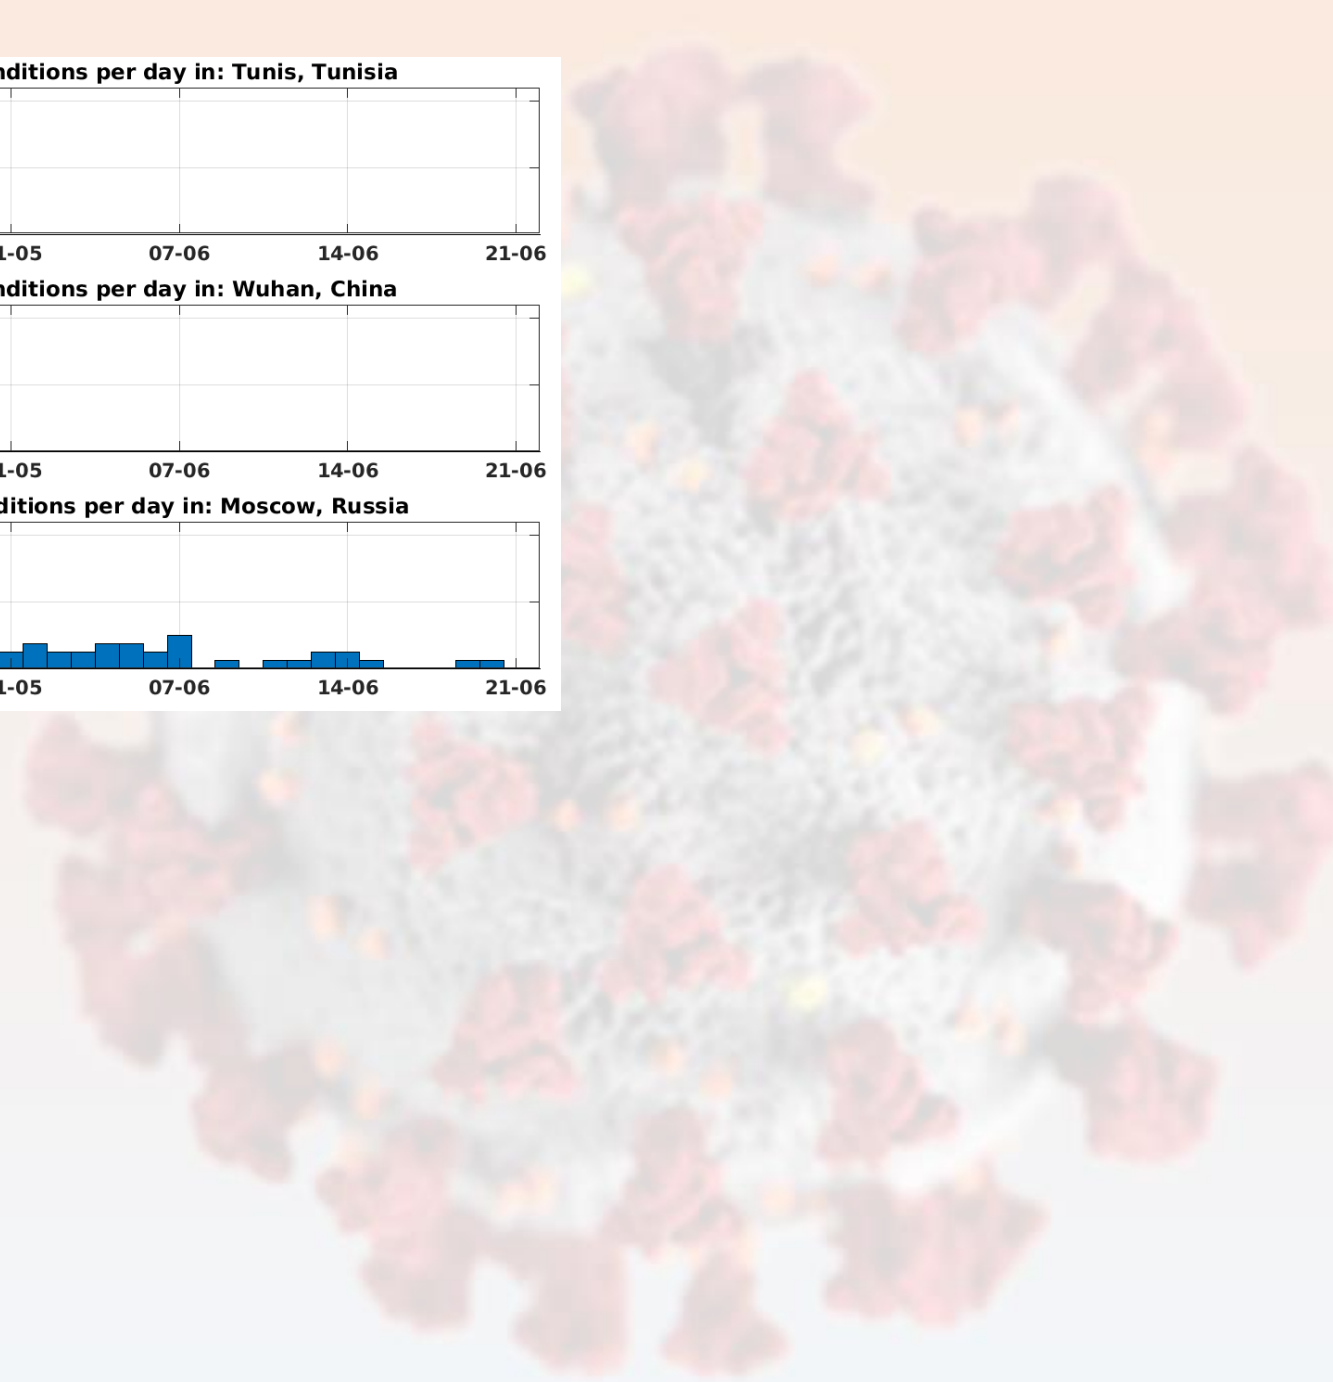 nditions per day in: Tunis, Tunisia
1-05 07-06 14-06 21-06
nditions per day in: Wuhan, China
1-05 07-06 14-06 21-06
ditions per day in: Moscow, Russia
1-05 07-06 14-06 21-06